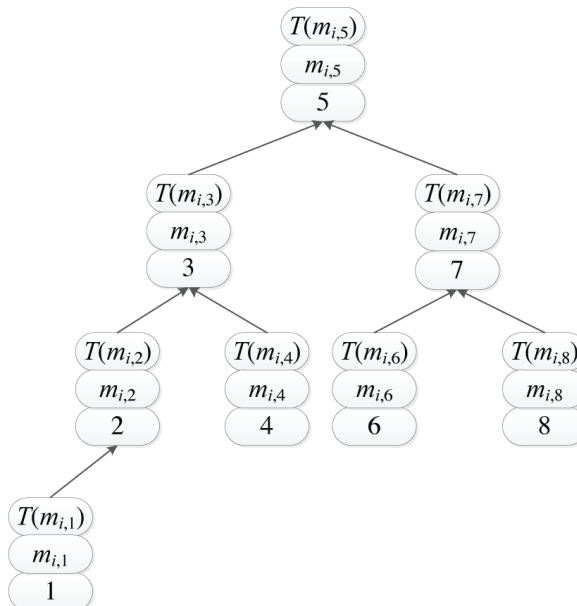 T(m_{i,5})
m_{i,5}
5
T(m_{i,3})
m_{i,3}
3
T(m_{i,7})
m_{i,7}
7
T(m_{i,2})
m_{i,2}
2
T(m_{i,4})
m_{i,4}
4
T(m_{i,6})
m_{i,6}
6
T(m_{i,8})
m_{i,8}
8
T(m_{i,1})
m_{i,1}
1